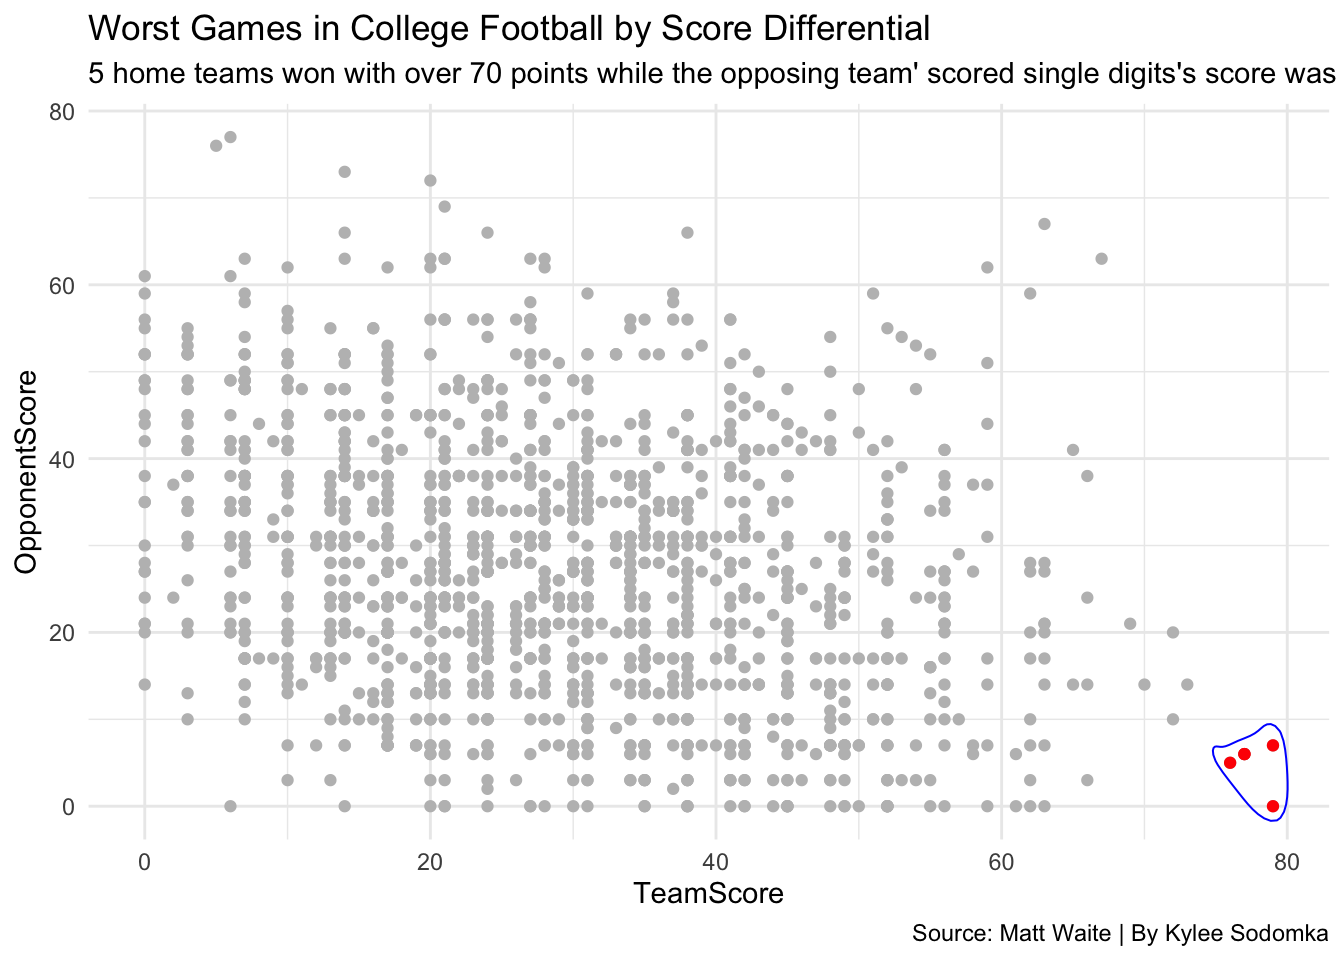 Worst Games in College Football by Score Differential
5 home teams won with over 70 points while the opposing team' scored single digits's score was
80
60
40
20
0
OpponentScore
0 20 40 60 80
TeamScore
Source: Matt Waite | By Kylee Sodomka